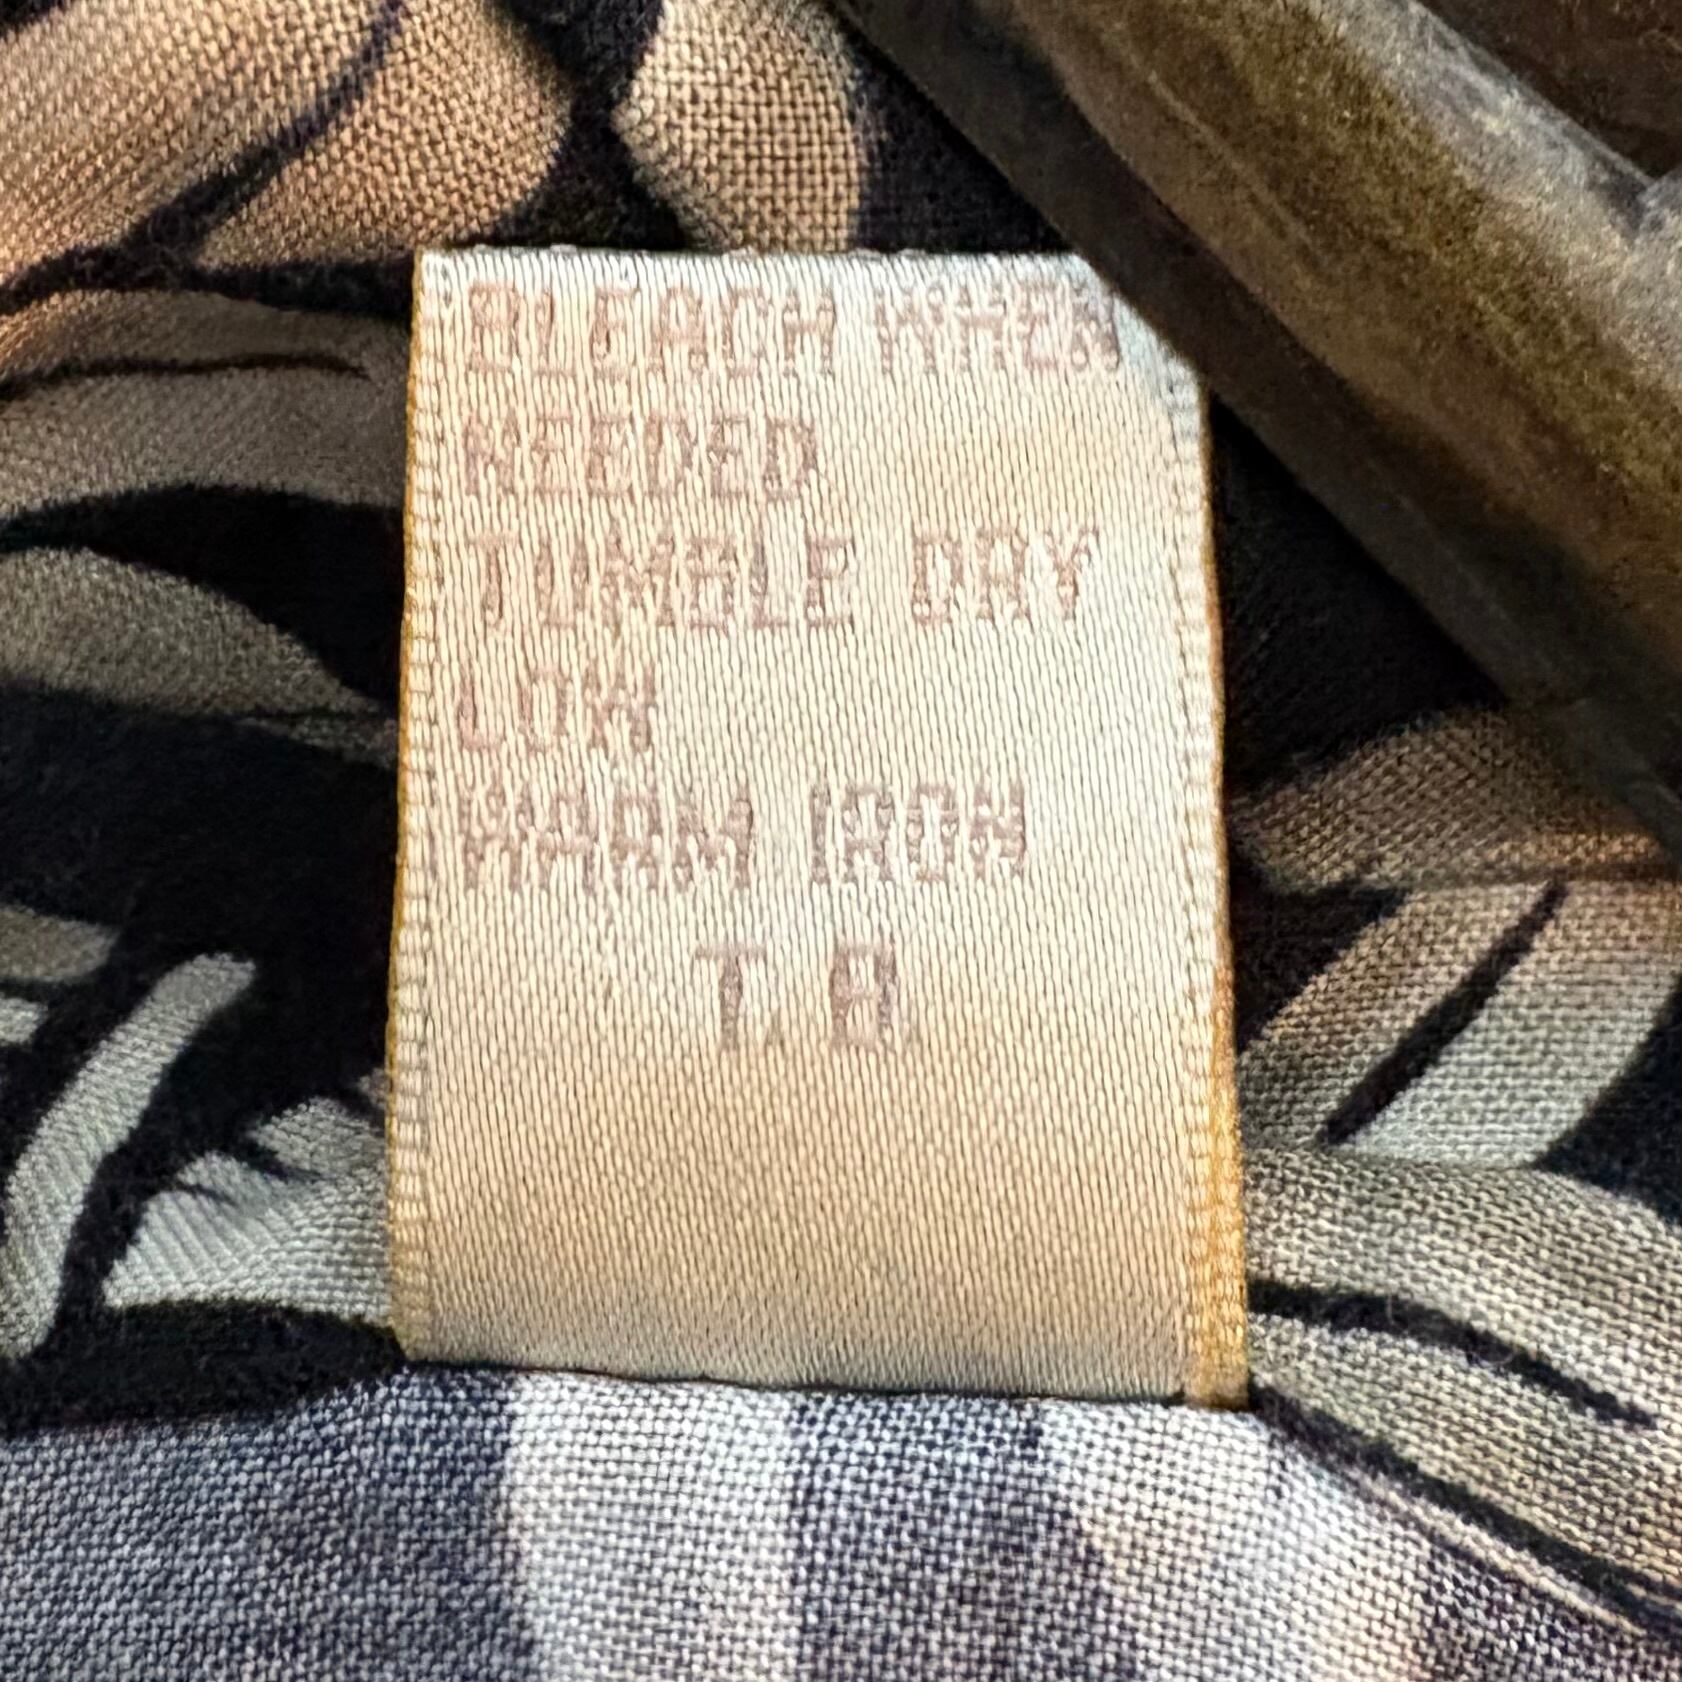 BLEACH WHEN
NEEDED
TUMBLE DRY
LOW
WARM IRON
T. R.